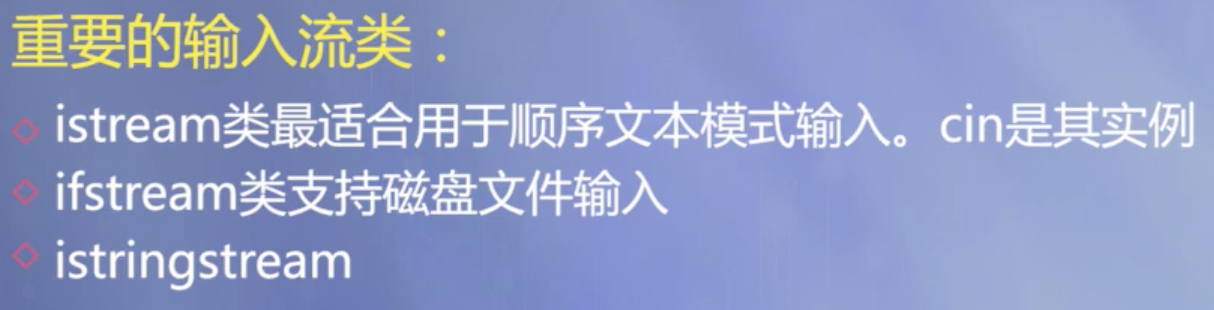 重要的输入流类：
istream类最适合用于顺序文本模式输入。cin是其实例
ifstream类支持磁盘文件输入
istringstream